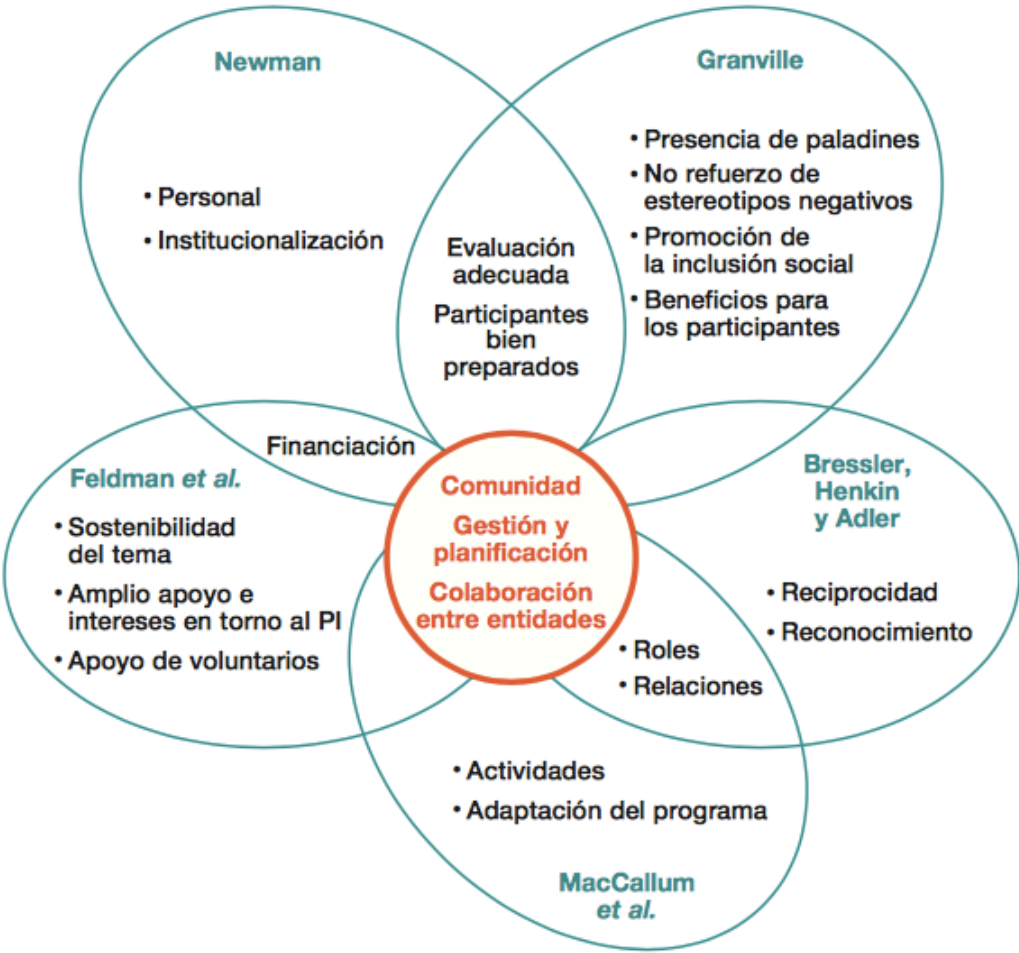 Newman
• Personal
• Institucionalización
Granville
• Presencia de paladines
• No refuerzo de
estereotipos negativos
• Promoción de
la inclusión social
• Beneficios para
los participantes
Evaluación
adecuada
Participantes
bien
preparados
Financiación
Feldman et al.
• Sostenibilidad
del tema
• Amplio apoyo e
intereses en torno al PI
• Apoyo de voluntarios
Comunidad
Gestión y
planificación
Colaboración
entre entidades
Bressler,
Henkin
y Adler
• Reciprocidad
• Reconocimiento
• Roles
• Relaciones
• Actividades
• Adaptación del programa
MacCallum
et al.